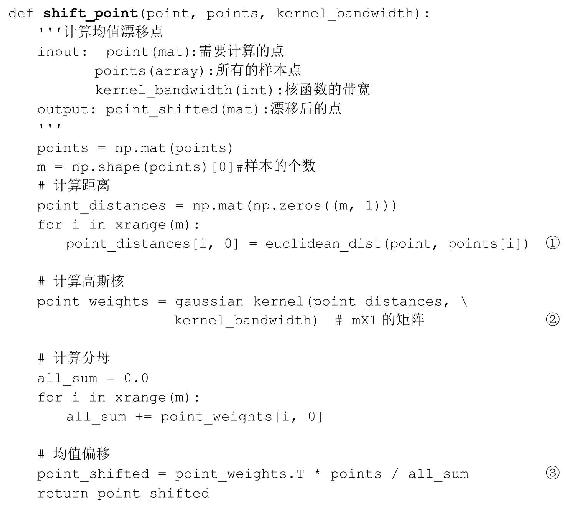 def shift_point(point, points, kernel_bandwidth):
    '''计算均值漂移点
    input:  point(mat):需要计算的点
            points(array):所有的样本点
            kernel_bandwidth(int):核函数的带宽
    output: point_shifted(mat):漂移后的点
    '''
    points = np.mat(points)
    m = np.shape(points)[0]#样本的个数
    # 计算距离
    point_distances = np.mat(np.zeros((m, 1)))
    for i in xrange(m):
        point_distances[i, 0] = euclidean_dist(point, points[i])  ①
    # 计算高斯核
    point_weights = gaussian_kernel(point_distances, \
                    kernel_bandwidth)  # mX1的矩阵  ②
    # 计算分母
    all_sum = 0.0
    for i in xrange(m):
        all_sum += point_weights[i, 0]
    # 均值偏移
    point_shifted = point_weights.T * points / all_sum  ③
    return point_shifted